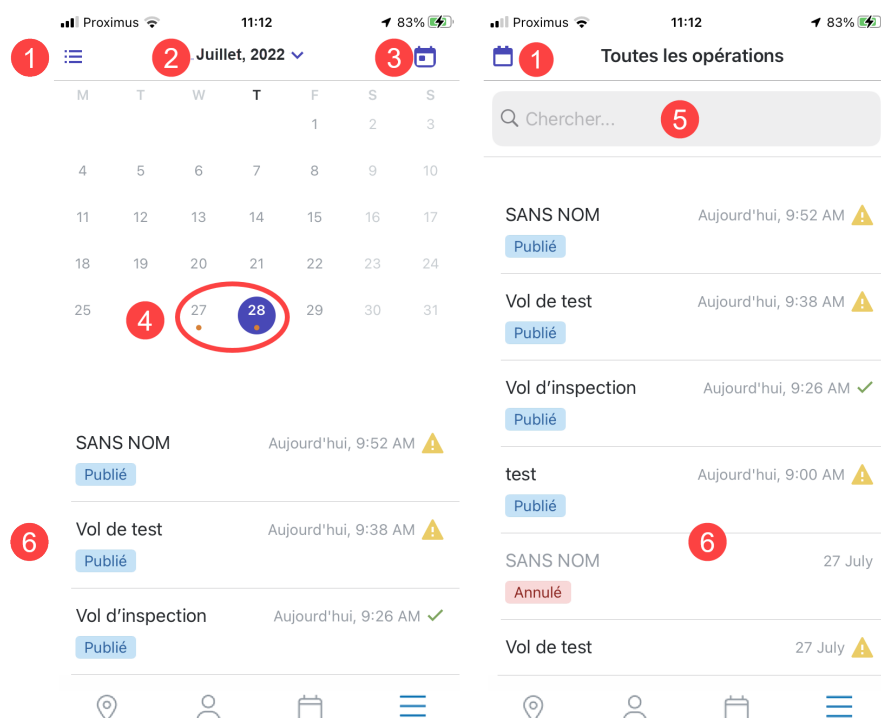 Proximus 11:12 83%
1 2 Juillet, 2022 3
M T W T F S S
1 2 3
4 5 6 7 8 9 10
11 12 13 14 15 16 17
18 19 20 21 22 23 24
25 4 27 28 29 30 31
SANS NOM Aujourd'hui, 9:52 AM
Publié
Vol de test Aujourd'hui, 9:38 AM
6
Publié
Vol d’inspection Aujourd'hui, 9:26 AM
Publié
Proximus 11:12 83%
1 Toutes les opérations
Chercher... 5
SANS NOM Aujourd'hui, 9:52 AM
Publié
Vol de test Aujourd'hui, 9:38 AM
Publié
Vol d’inspection Aujourd'hui, 9:26 AM
Publié
test Aujourd'hui, 9:00 AM
Publié
6
SANS NOM 27 July
Annulé
Vol de test 27 July